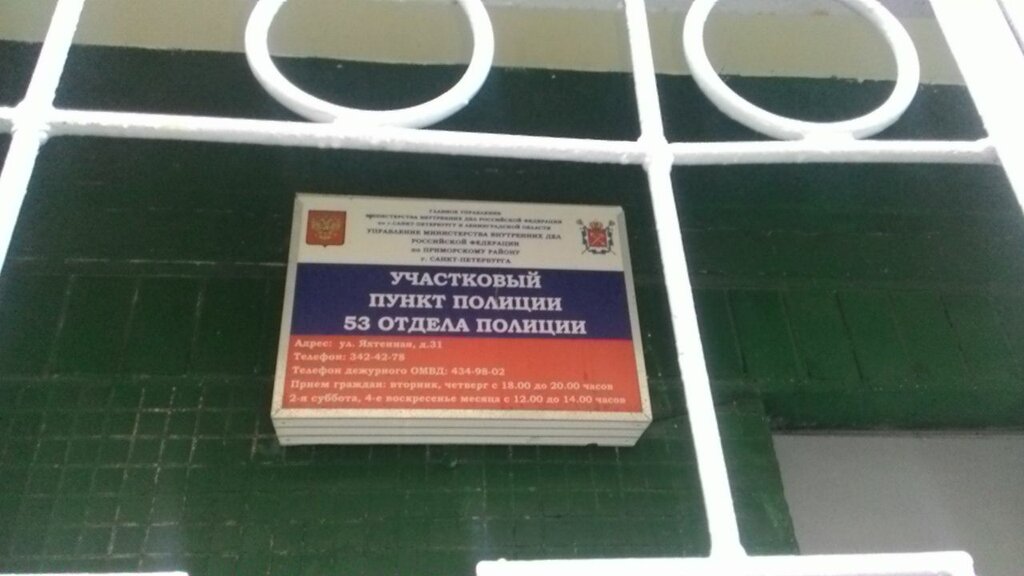 ГЛАВНОЕ УПРАВЛЕНИЕ
МИНИСТЕРСТВА ВНУТРЕННИХ ДЕЛ РОССИЙСКОЙ ФЕДЕРАЦИИ
по г.САНКТ-ПЕТЕРБУРГУ И ЛЕНИНГРАДСКОЙ ОБЛАСТИ
УПРАВЛЕНИЕ МИНИСТЕРСТВА ВНУТРЕННИХ ДЕЛ
РОССИЙСКОЙ ФЕДЕРАЦИИ
по ПРИМОРСКОМУ РАЙОНУ
г. САНКТ-ПЕТЕРБУРГА
УЧАСТКОВЫЙ
ПУНКТ ПОЛИЦИИ
53 ОТДЕЛА ПОЛИЦИИ
Адрес: ул. Яхтенная, д.31
Телефон: 342-42-78
Телефон дежурного ОМВД: 434-98-02
Прием граждан: вторник, четверг с 18.00 до 20.00 часов
2-я суббота, 4-е воскресенье месяца с 12.00 до 14.00 часов